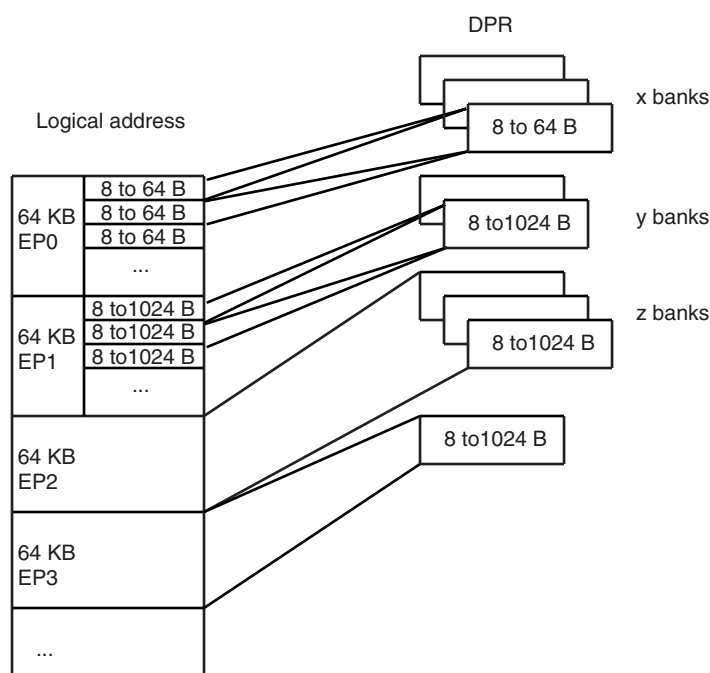 DPR
x banks
8 to 64 B
Logical address
64 KB
EP0
8 to 64 B
8 to 64 B
8 to 64 B
...
8 to1024 B
y banks
64 KB
EP1
8 to1024 B
8 to1024 B
8 to1024 B
...
z banks
8 to1024 B
64 KB
EP2
8 to1024 B
64 KB
EP3
...